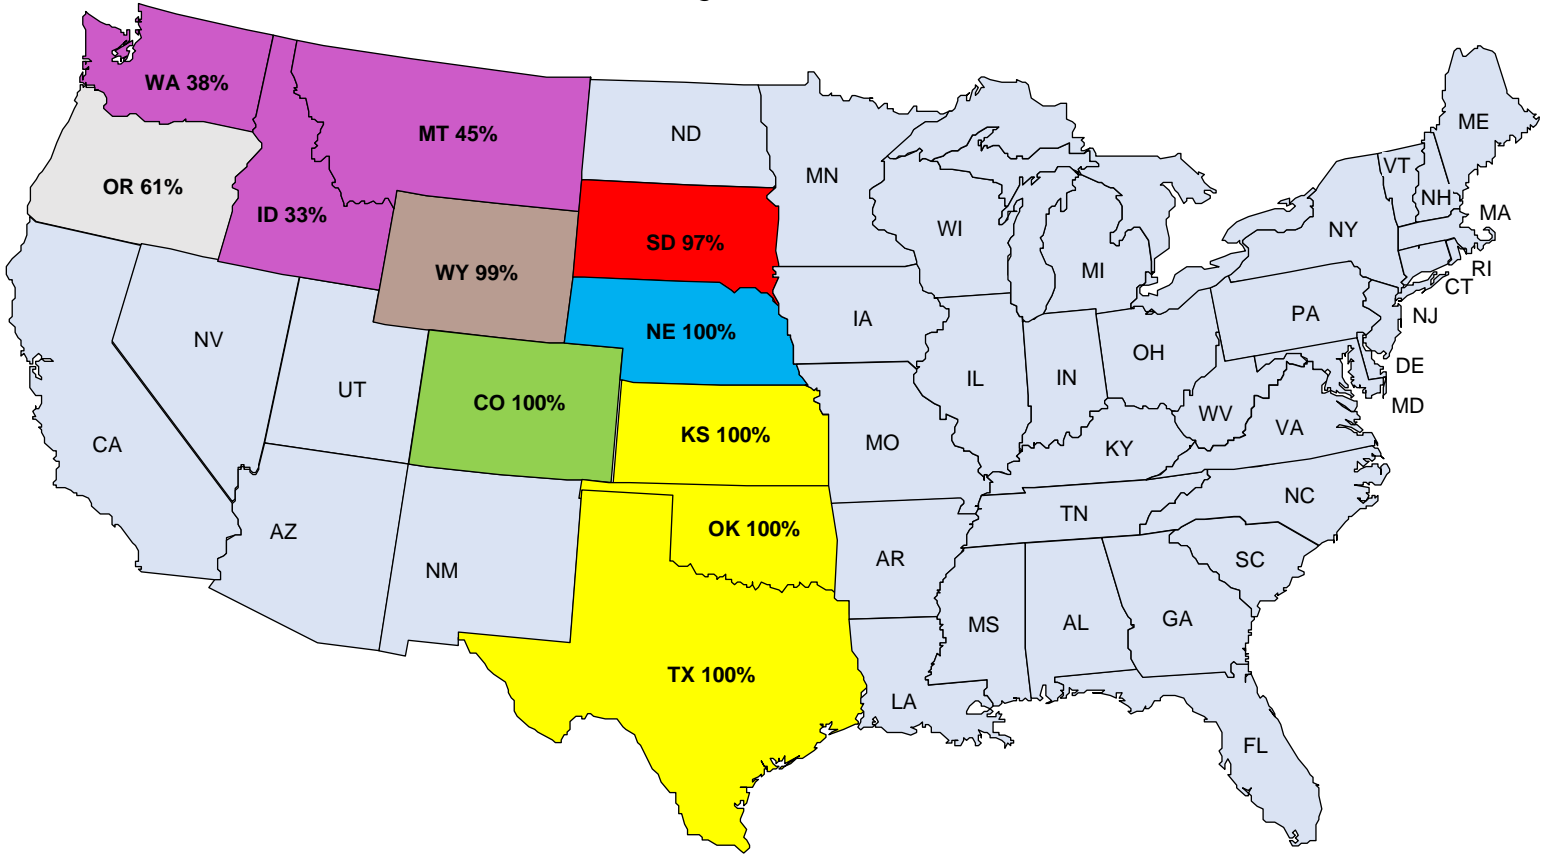 WA 38%
MT 45%
ND
OR 61%
ID 33%
SD 97%
WY 99%
NE 100%
MN
WI
MI
IA
NV
UT
CO 100%
KS 100%
CA
AZ
NM
OK 100%
TX 100%
MO
AR
LA
IL
IN
OH
KY
TN
MS
AL
GA
FL
SC
NC
VA
WV
PA
NY
VT
NH
ME
MA
RI
CT
NJ
DE
MD